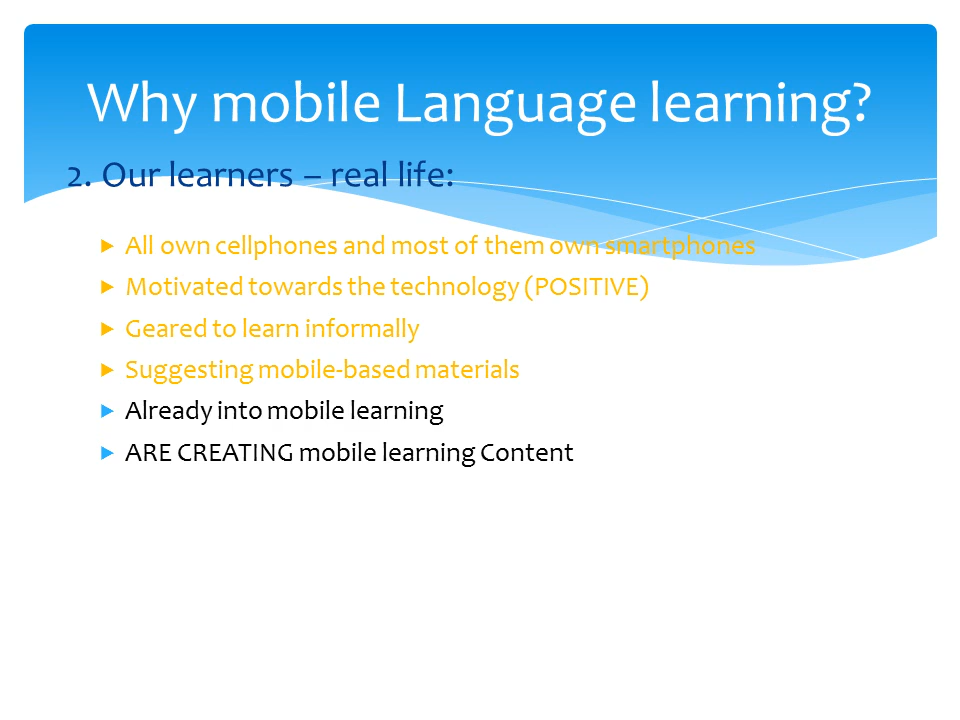 Why mobile Language learning?
2. Our learners – real life:
All own cellphones and most of them own smartphones
Motivated towards the technology (POSITIVE)
Geared to learn informally
Suggesting mobile-based materials
Already into mobile learning
ARE CREATING mobile learning Content